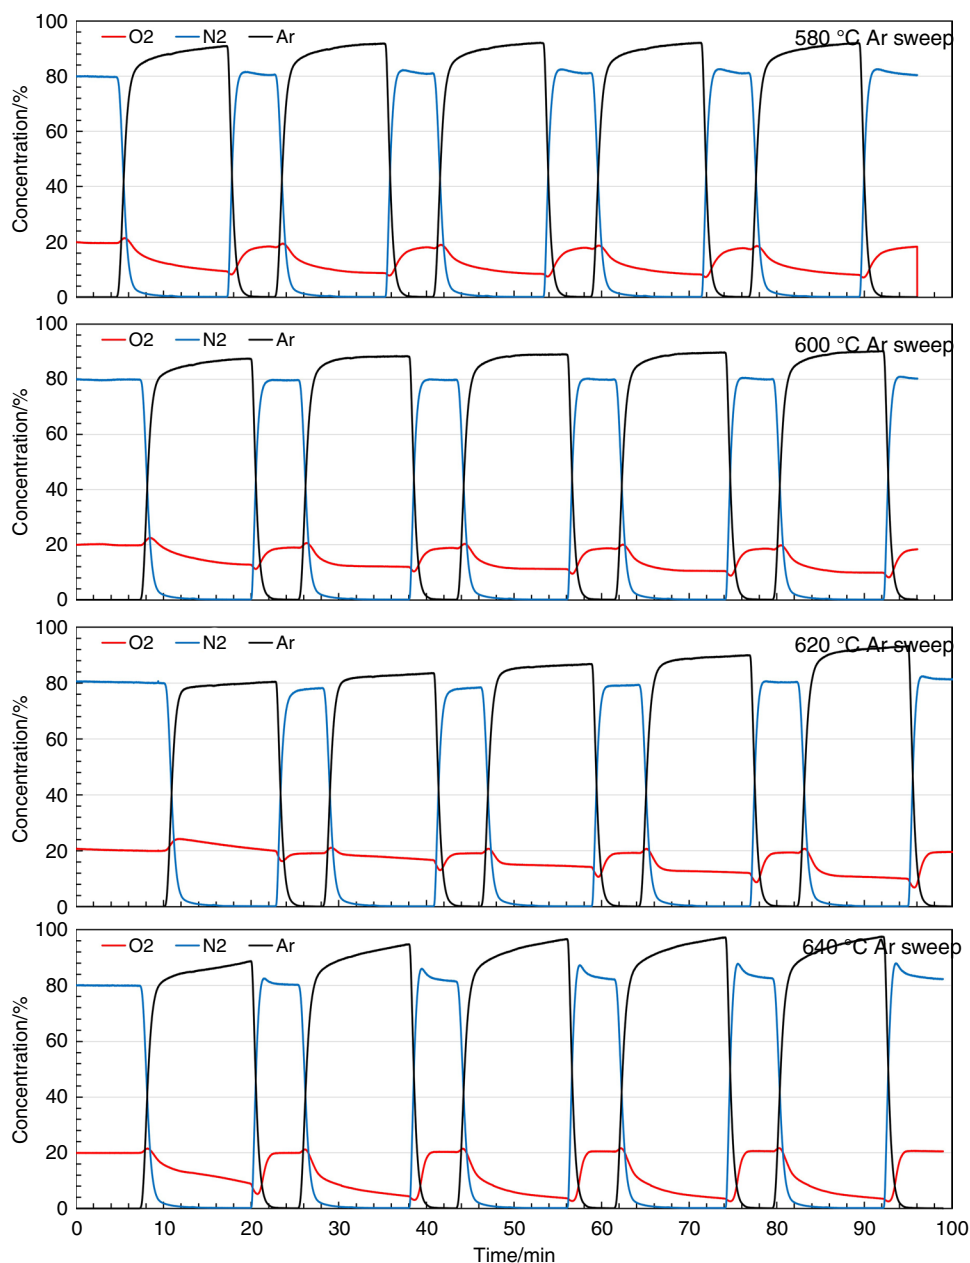 100
O2 N2 Ar
580 °C Ar sweep
80
60
40
20
0
Concentration/%
100
O2 N2 Ar
600 °C Ar sweep
80
60
40
20
0
Concentration/%
100
O2 N2 Ar
620 °C Ar sweep
80
60
40
20
0
Concentration/%
100
O2 N2 Ar
640 °C Ar sweep
80
60
40
20
0
Concentration/%
0 10 20 30 40 50 60 70 80 90 100
Time/min